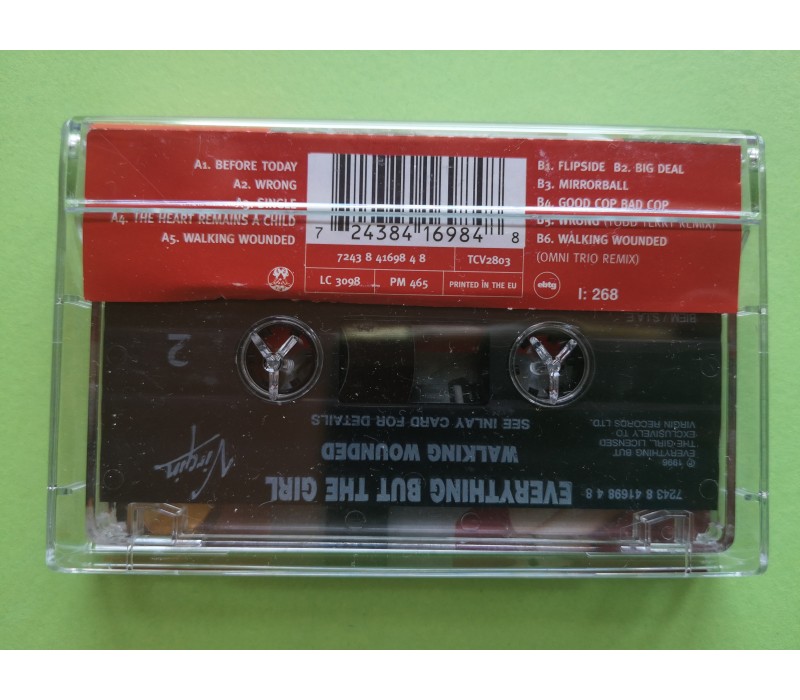 A1. BEFORE TODAY
A2. WRONG
A3. SINGLE
A4. THE HEART REMAINS A CHILD
A5. WALKING WOUNDED
7 24384 16984 8
7243 8 41698 4 8
TCV2803
LC 3098
PM 465
PRINTED IN THE EU
B1. FLIPSIDE B2. BIG DEAL
B3. MIRRORBALL
B4. GOOD COP BAD COP
B5. WRONG (TODD TERRY REMIX)
B6. WALKING WOUNDED
(OMNI TRIO REMIX)
ebtg
I: 268
7243 8 41698 4 8
℗ 1996
EVERYTHING BUT
THE GIRL LICENSED
EXCLUSIVELY TO
VIRGIN RECORDS LTD.
EVERYTHING BUT THE GIRL
WALKING WOUNDED
SEE INLAY CARD FOR DETAILS
Virgin
2
BIEM / S.I.A.E.